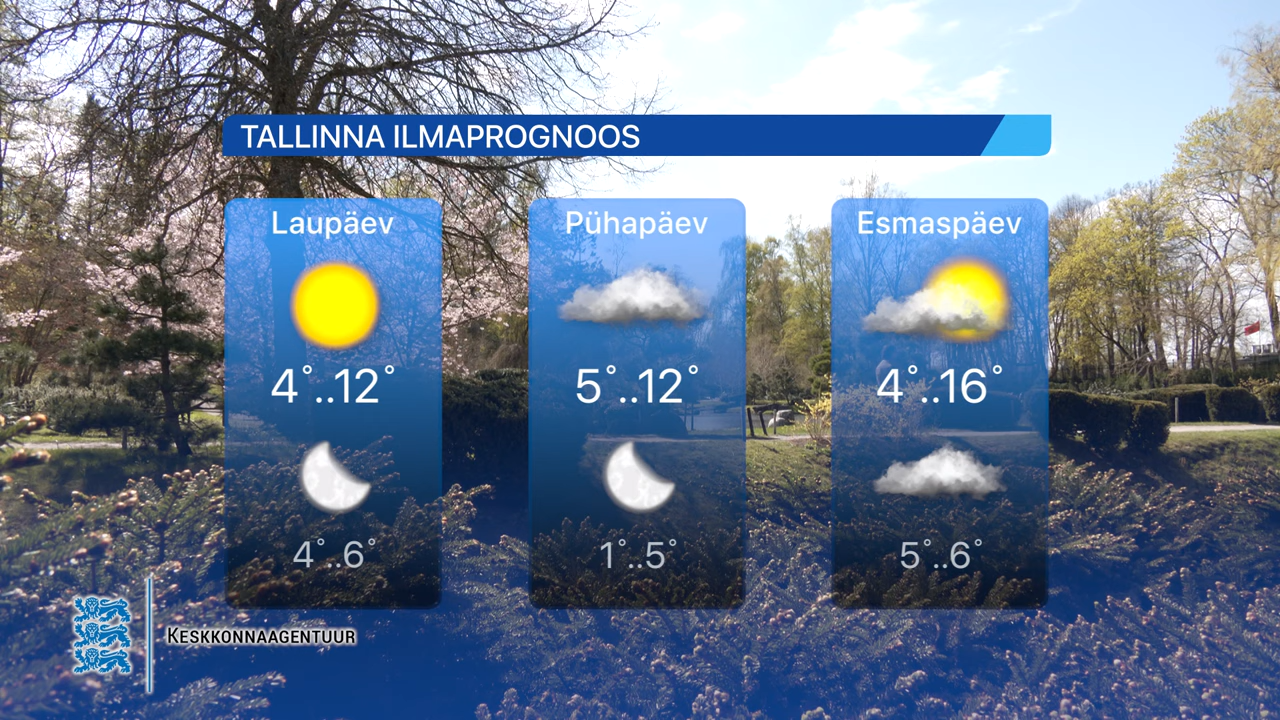 TALLINNA ILMAPROGNOOS
Laupäev
4°..12°
4°..6°
Pühapäev
5°..12°
1°..5°
Esmaspäev
4°..16°
5°..6°
KESKKONNAAGENTUUR